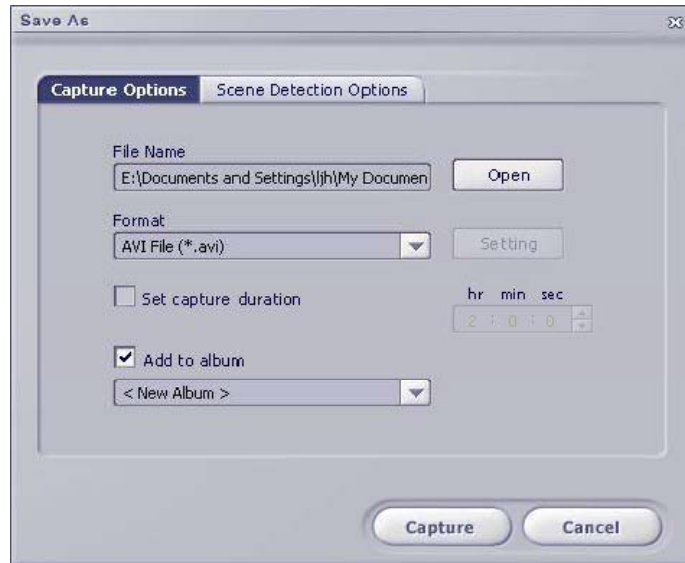 Save As
Capture Options Scene Detection Options
File Name
E:\Documents and Settings\ljh\My Documen Open
Format
AVI File (*.avi) Setting
Set capture duration hr min sec
2 : 0 : 0
Add to album
< New Album >
Capture Cancel